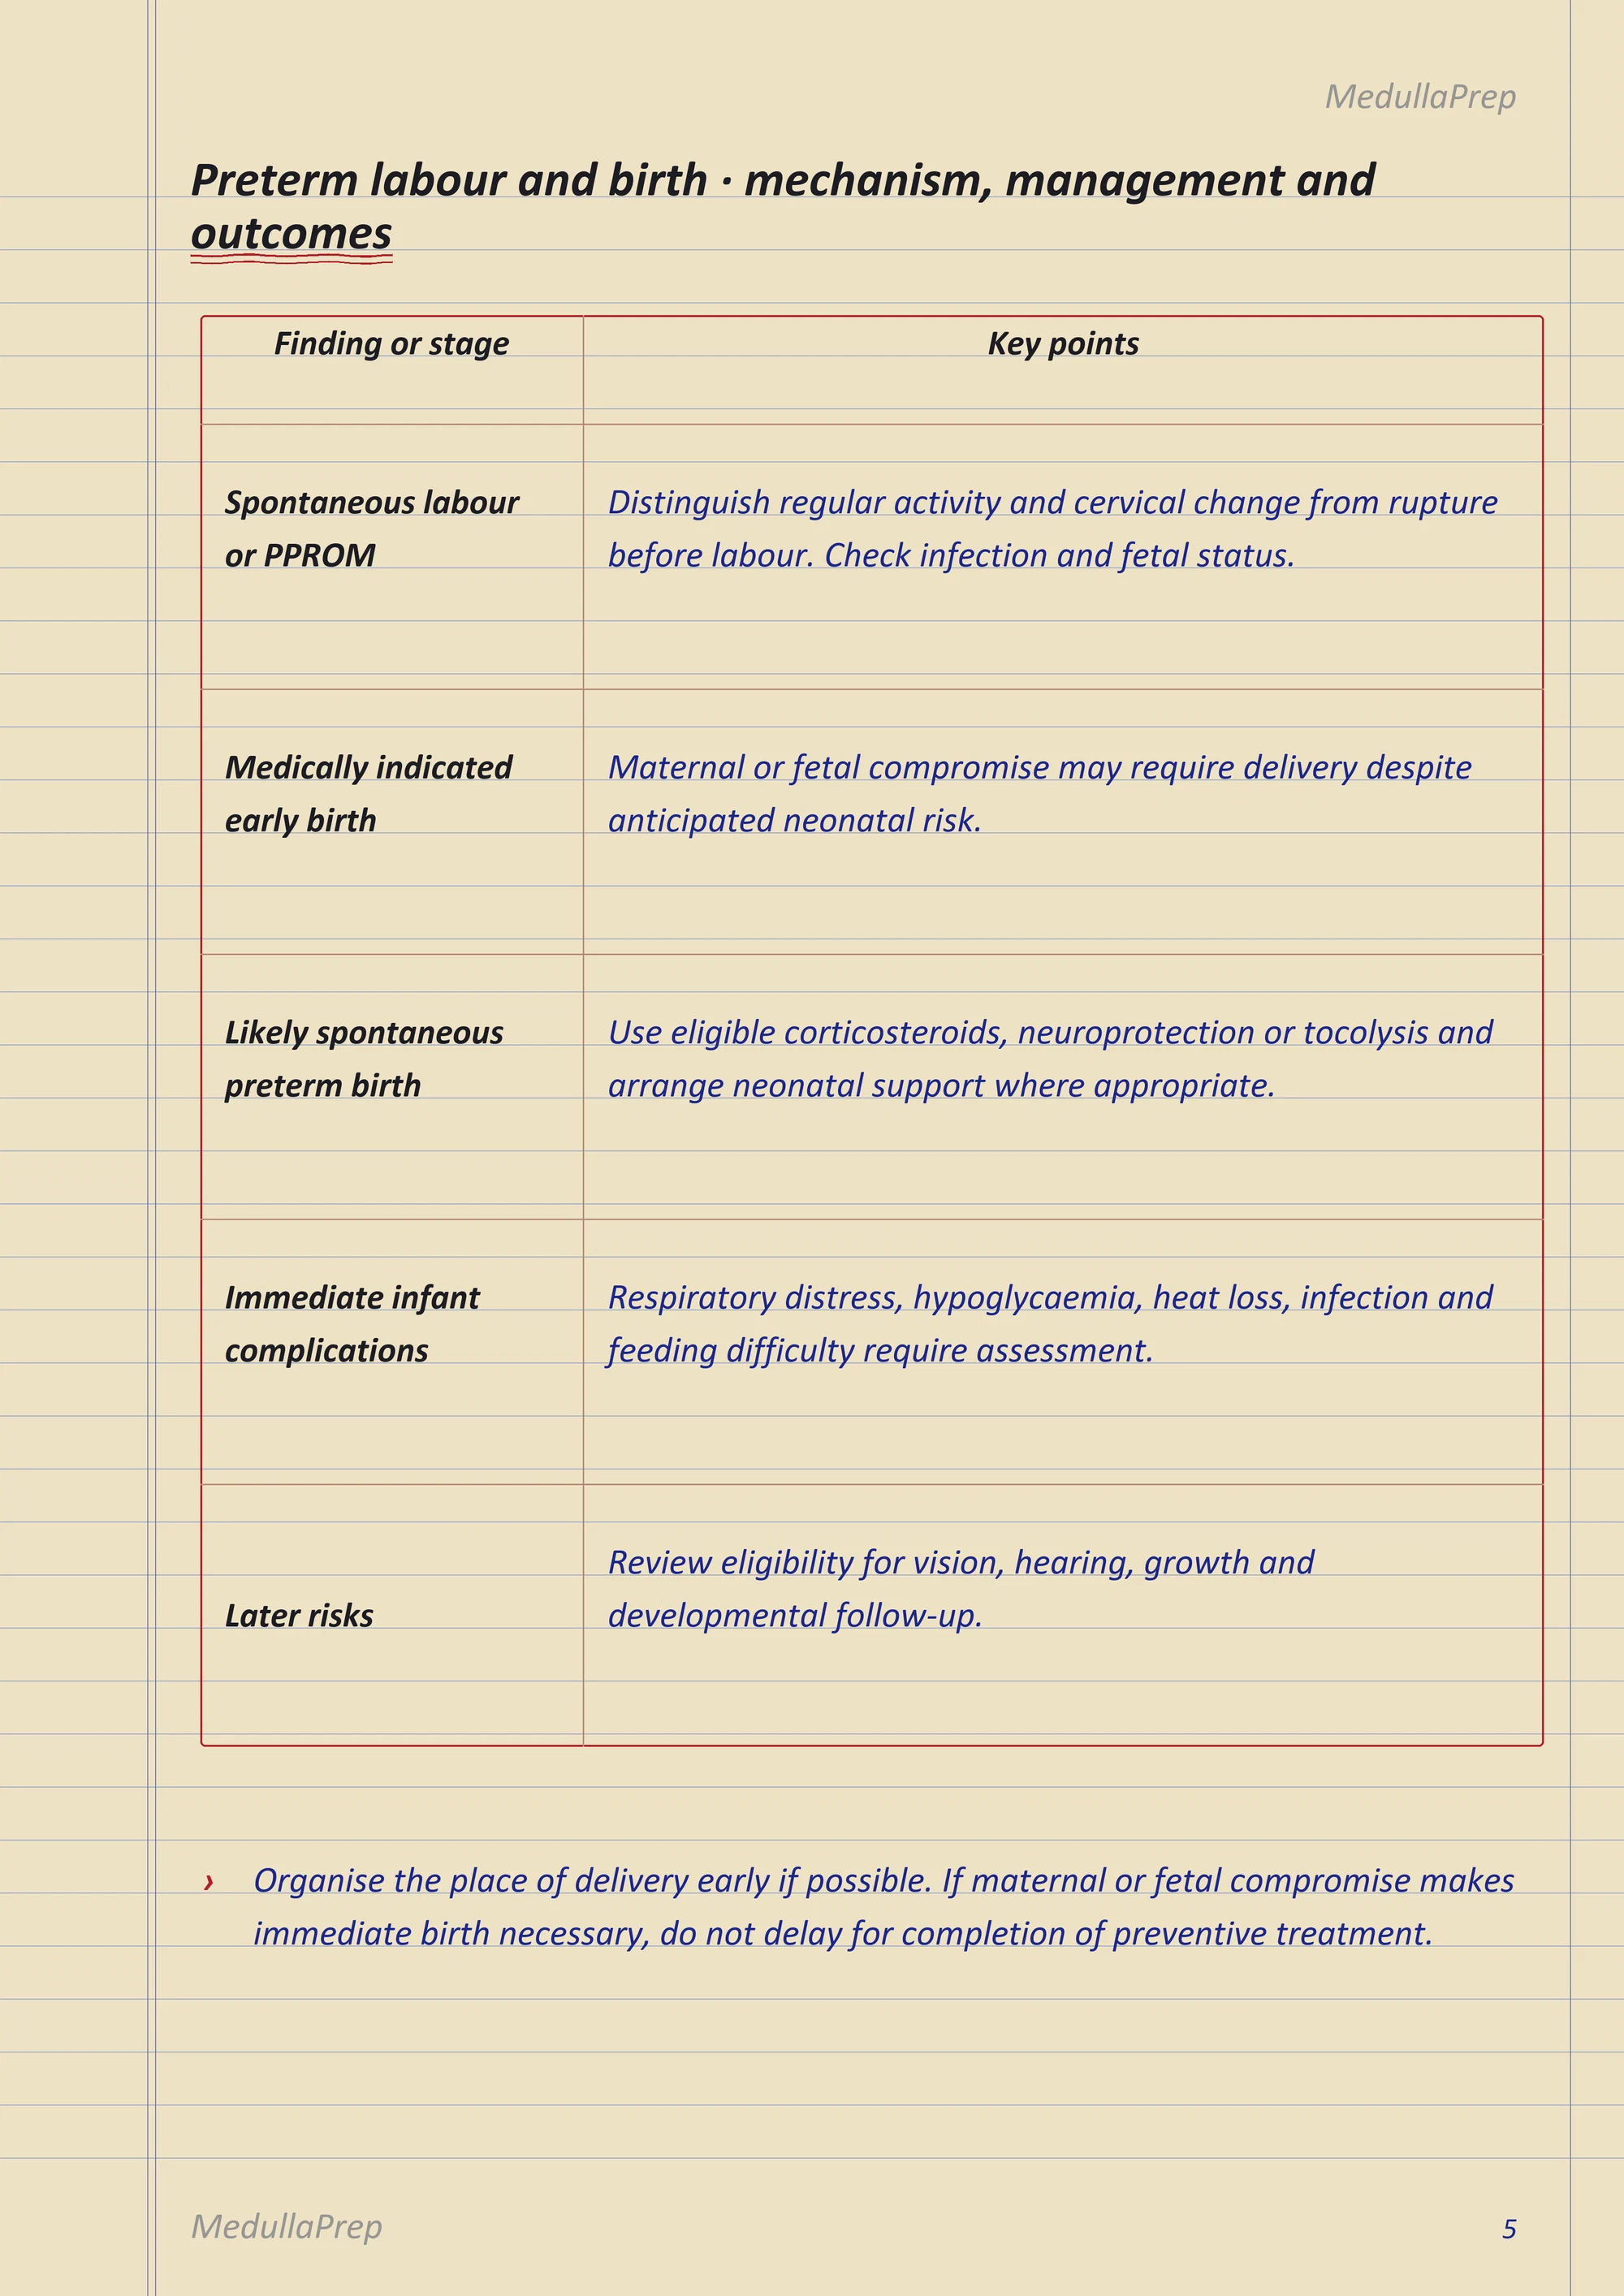 MedullaPrep
Preterm labour and birth · mechanism, management and
outcomes
Finding or stage
Key points
Spontaneous labour
or PPROM
Distinguish regular activity and cervical change from rupture
before labour. Check infection and fetal status.
Medically indicated
early birth
Maternal or fetal compromise may require delivery despite
anticipated neonatal risk.
Likely spontaneous
preterm birth
Use eligible corticosteroids, neuroprotection or tocolysis and
arrange neonatal support where appropriate.
Immediate infant
complications
Respiratory distress, hypoglycaemia, heat loss, infection and
feeding difficulty require assessment.
Later risks
Review eligibility for vision, hearing, growth and
developmental follow-up.
› Organise the place of delivery early if possible. If maternal or fetal compromise makes
immediate birth necessary, do not delay for completion of preventive treatment.
MedullaPrep
5